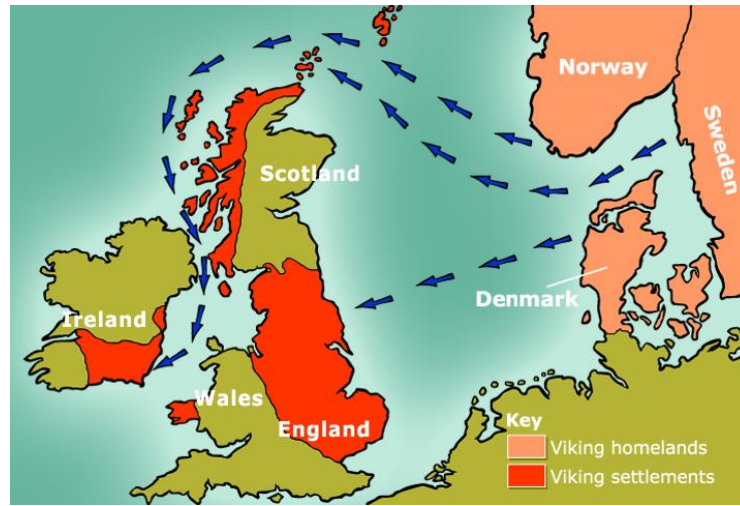 Norway
Sweden
Scotland
Denmark
Ireland
Wales
England
Key
Viking homelands
Viking settlements